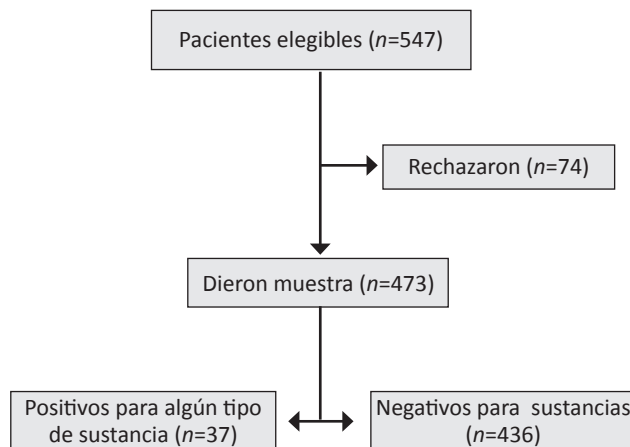 Pacientes elegibles (n=547)
Rechazaron (n=74)
Dieron muestra (n=473)
Positivos para algún tipo
de sustancia (n=37)
Negativos para sustancias
(n=436)